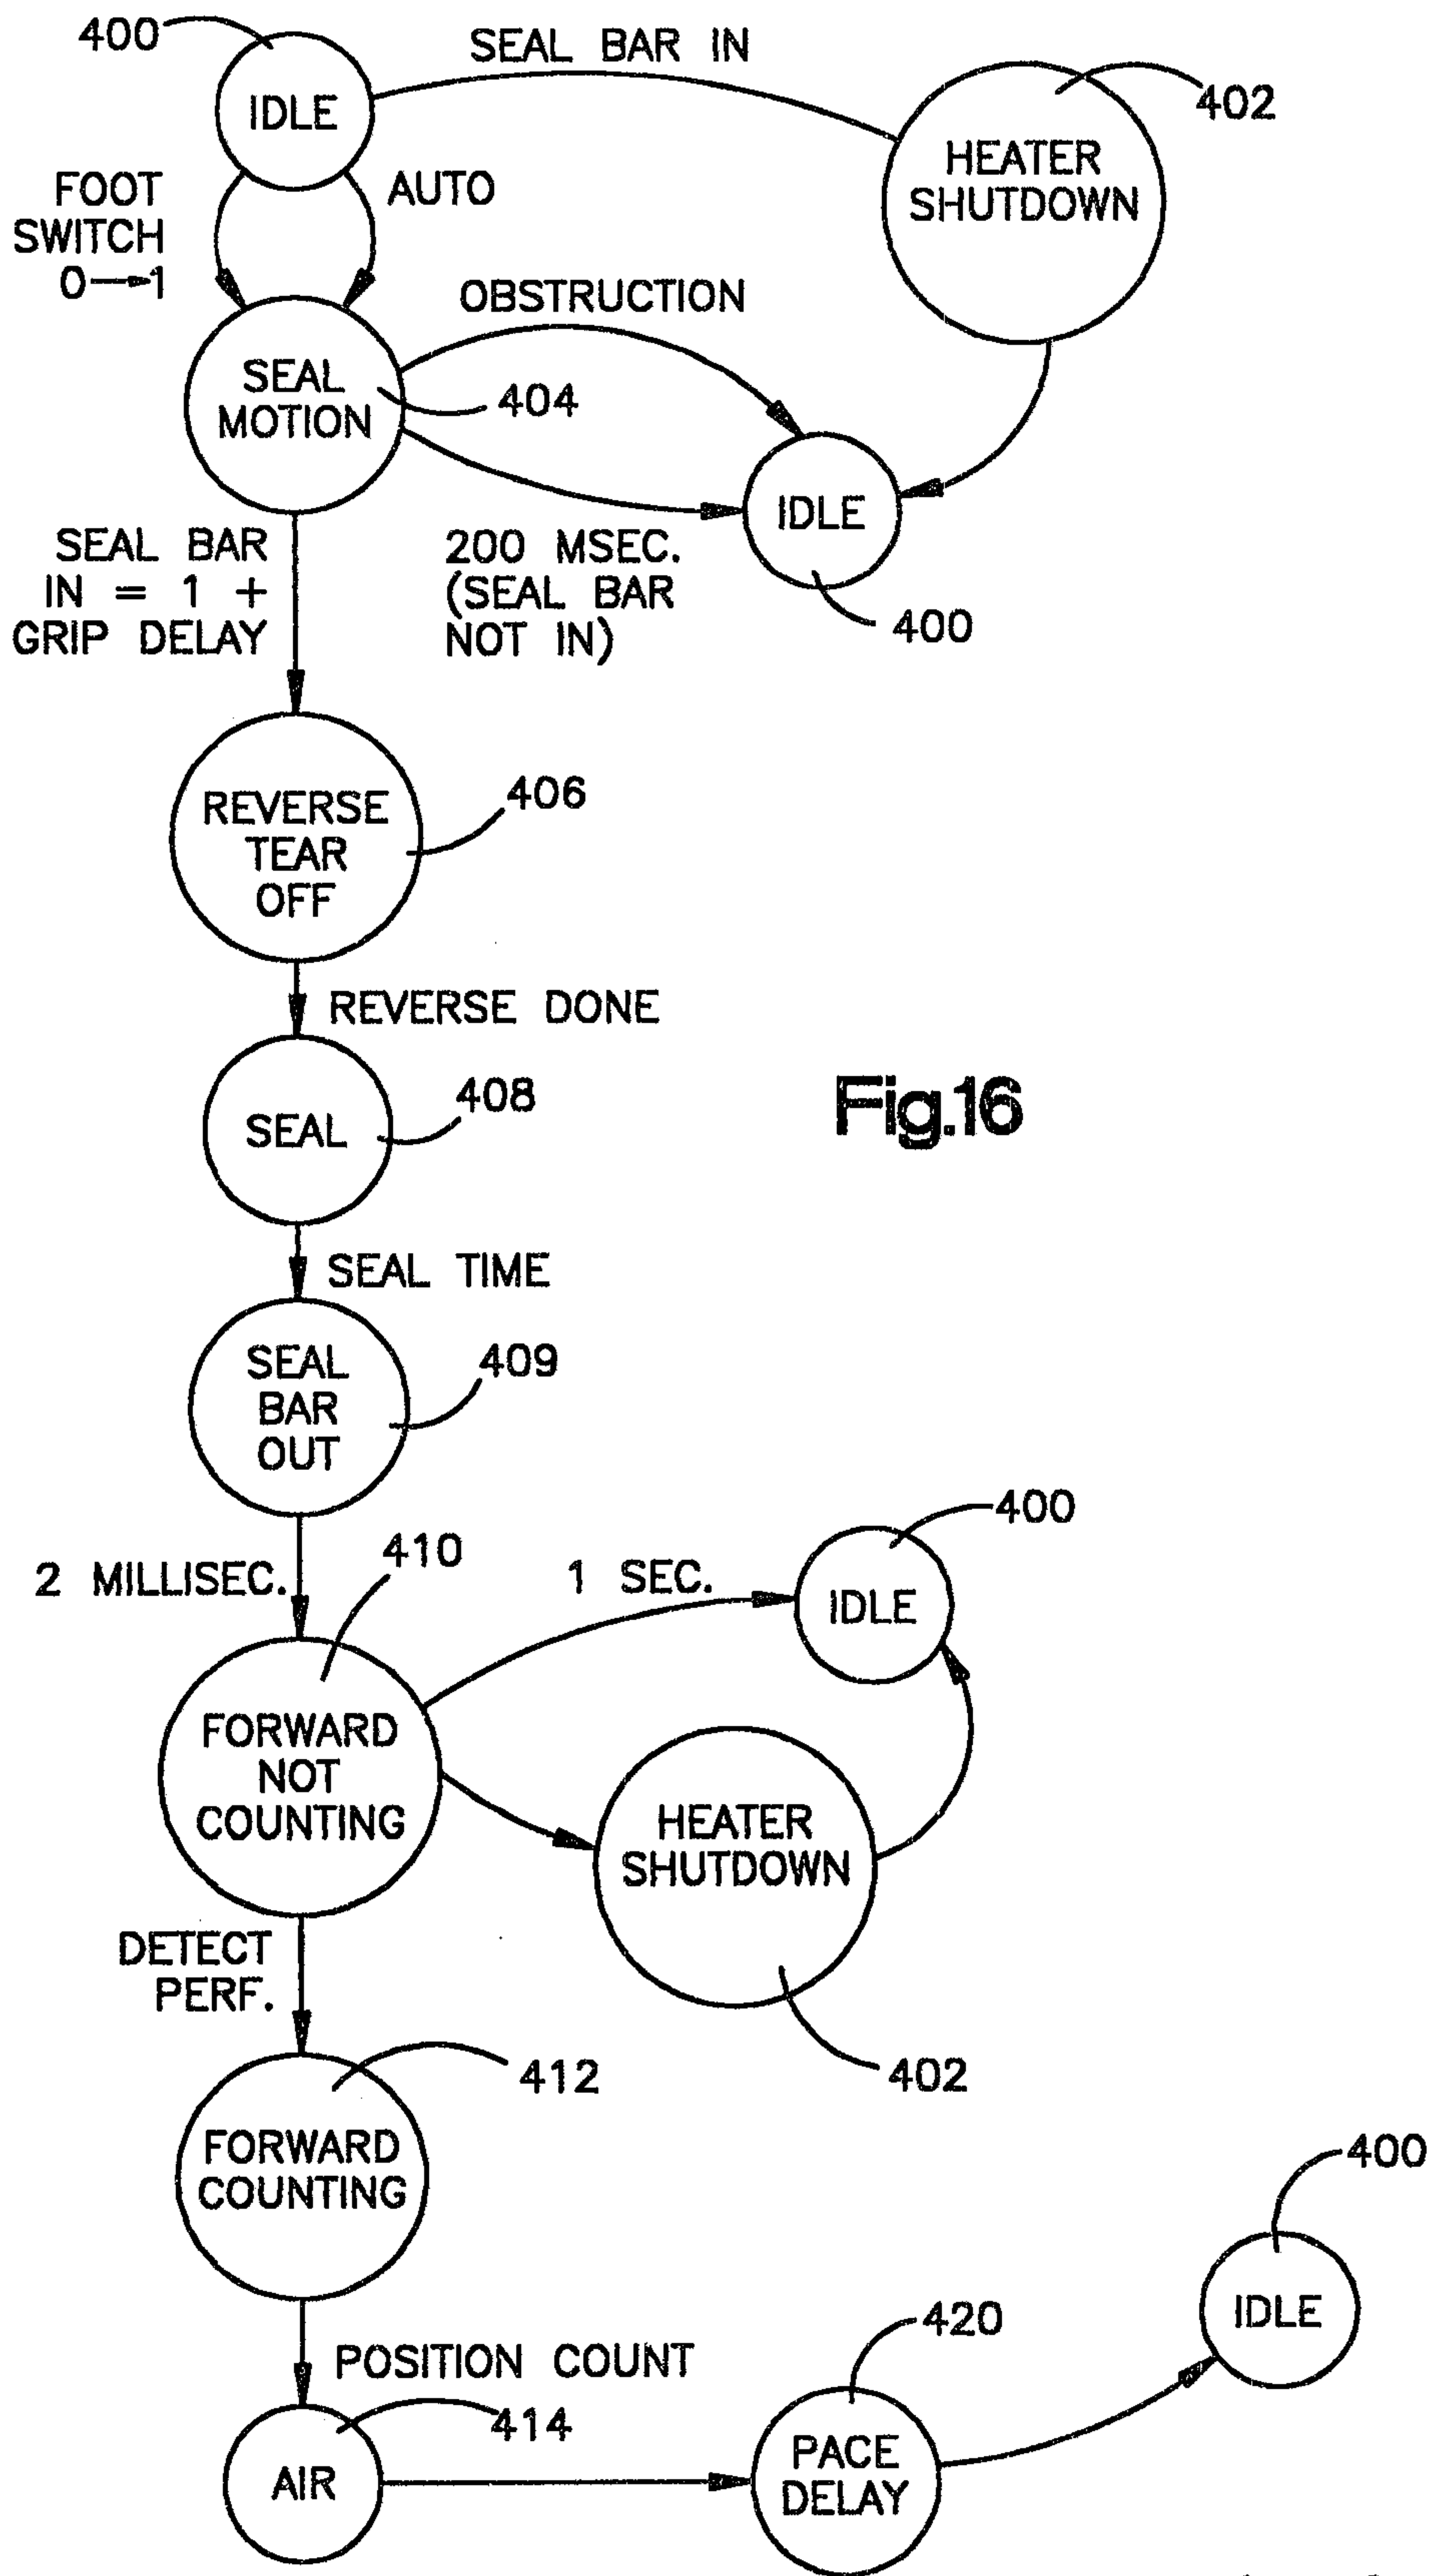 400
IDLE
SEAL BAR IN
402
HEATER
SHUTDOWN
FOOT
SWITCH
0→1
AUTO
OBSTRUCTION
SEAL
MOTION
404
IDLE
400
SEAL BAR
IN = 1 +
GRIP DELAY
200 MSEC.
(SEAL BAR
NOT IN)
REVERSE
TEAR
OFF
406
REVERSE DONE
SEAL
408
Fig.16
SEAL TIME
SEAL
BAR
OUT
409
2 MILLISEC.
410
1 SEC.
400
IDLE
FORWARD
NOT
COUNTING
HEATER
SHUTDOWN
402
DETECT
PERF.
412
FORWARD
COUNTING
POSITION COUNT
414
AIR
420
PACE
DELAY
400
IDLE